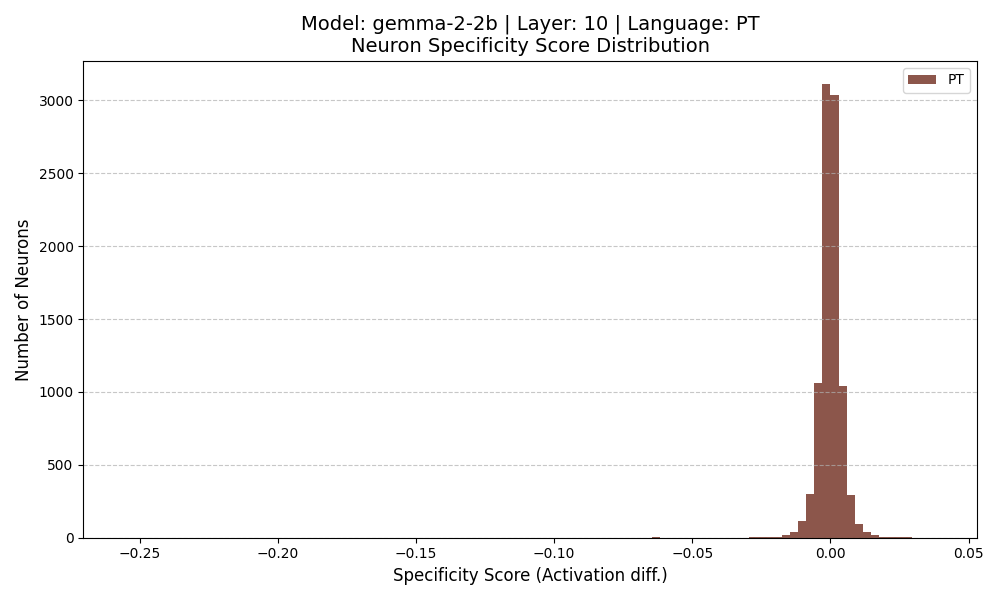 Model: gemma-2-2b | Layer: 10 | Language: PT
Neuron Specificity Score Distribution
PT
3000
2500
2000
1500
1000
500
0
Number of Neurons
−0.25 −0.20 −0.15 −0.10 −0.05 0.00 0.05
Specificity Score (Activation diff.)